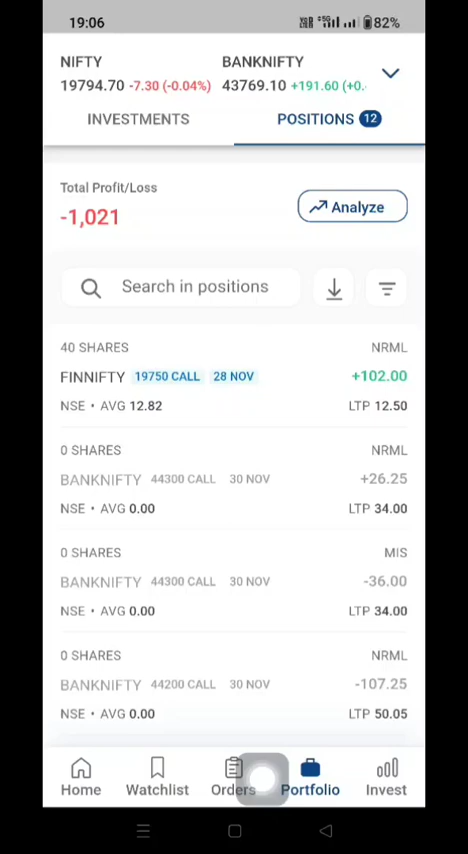 19:06 5G 82%
NIFTY BANKNIFTY
19794.70 -7.30 (-0.04%) 43769.10 +191.60 (+0.
INVESTMENTS POSITIONS 12
Total Profit/Loss
-1,021
Analyze
Search in positions
40 SHARES NRML
FINNIFTY 19750 CALL 28 NOV +102.00
NSE • AVG 12.82 LTP 12.50
0 SHARES NRML
BANKNIFTY 44300 CALL 30 NOV +26.25
NSE • AVG 0.00 LTP 34.00
0 SHARES MIS
BANKNIFTY 44300 CALL 30 NOV -36.00
NSE • AVG 0.00 LTP 34.00
0 SHARES NRML
BANKNIFTY 44200 CALL 30 NOV -107.25
NSE • AVG 0.00 LTP 50.05
Home Watchlist Orders Portfolio Invest